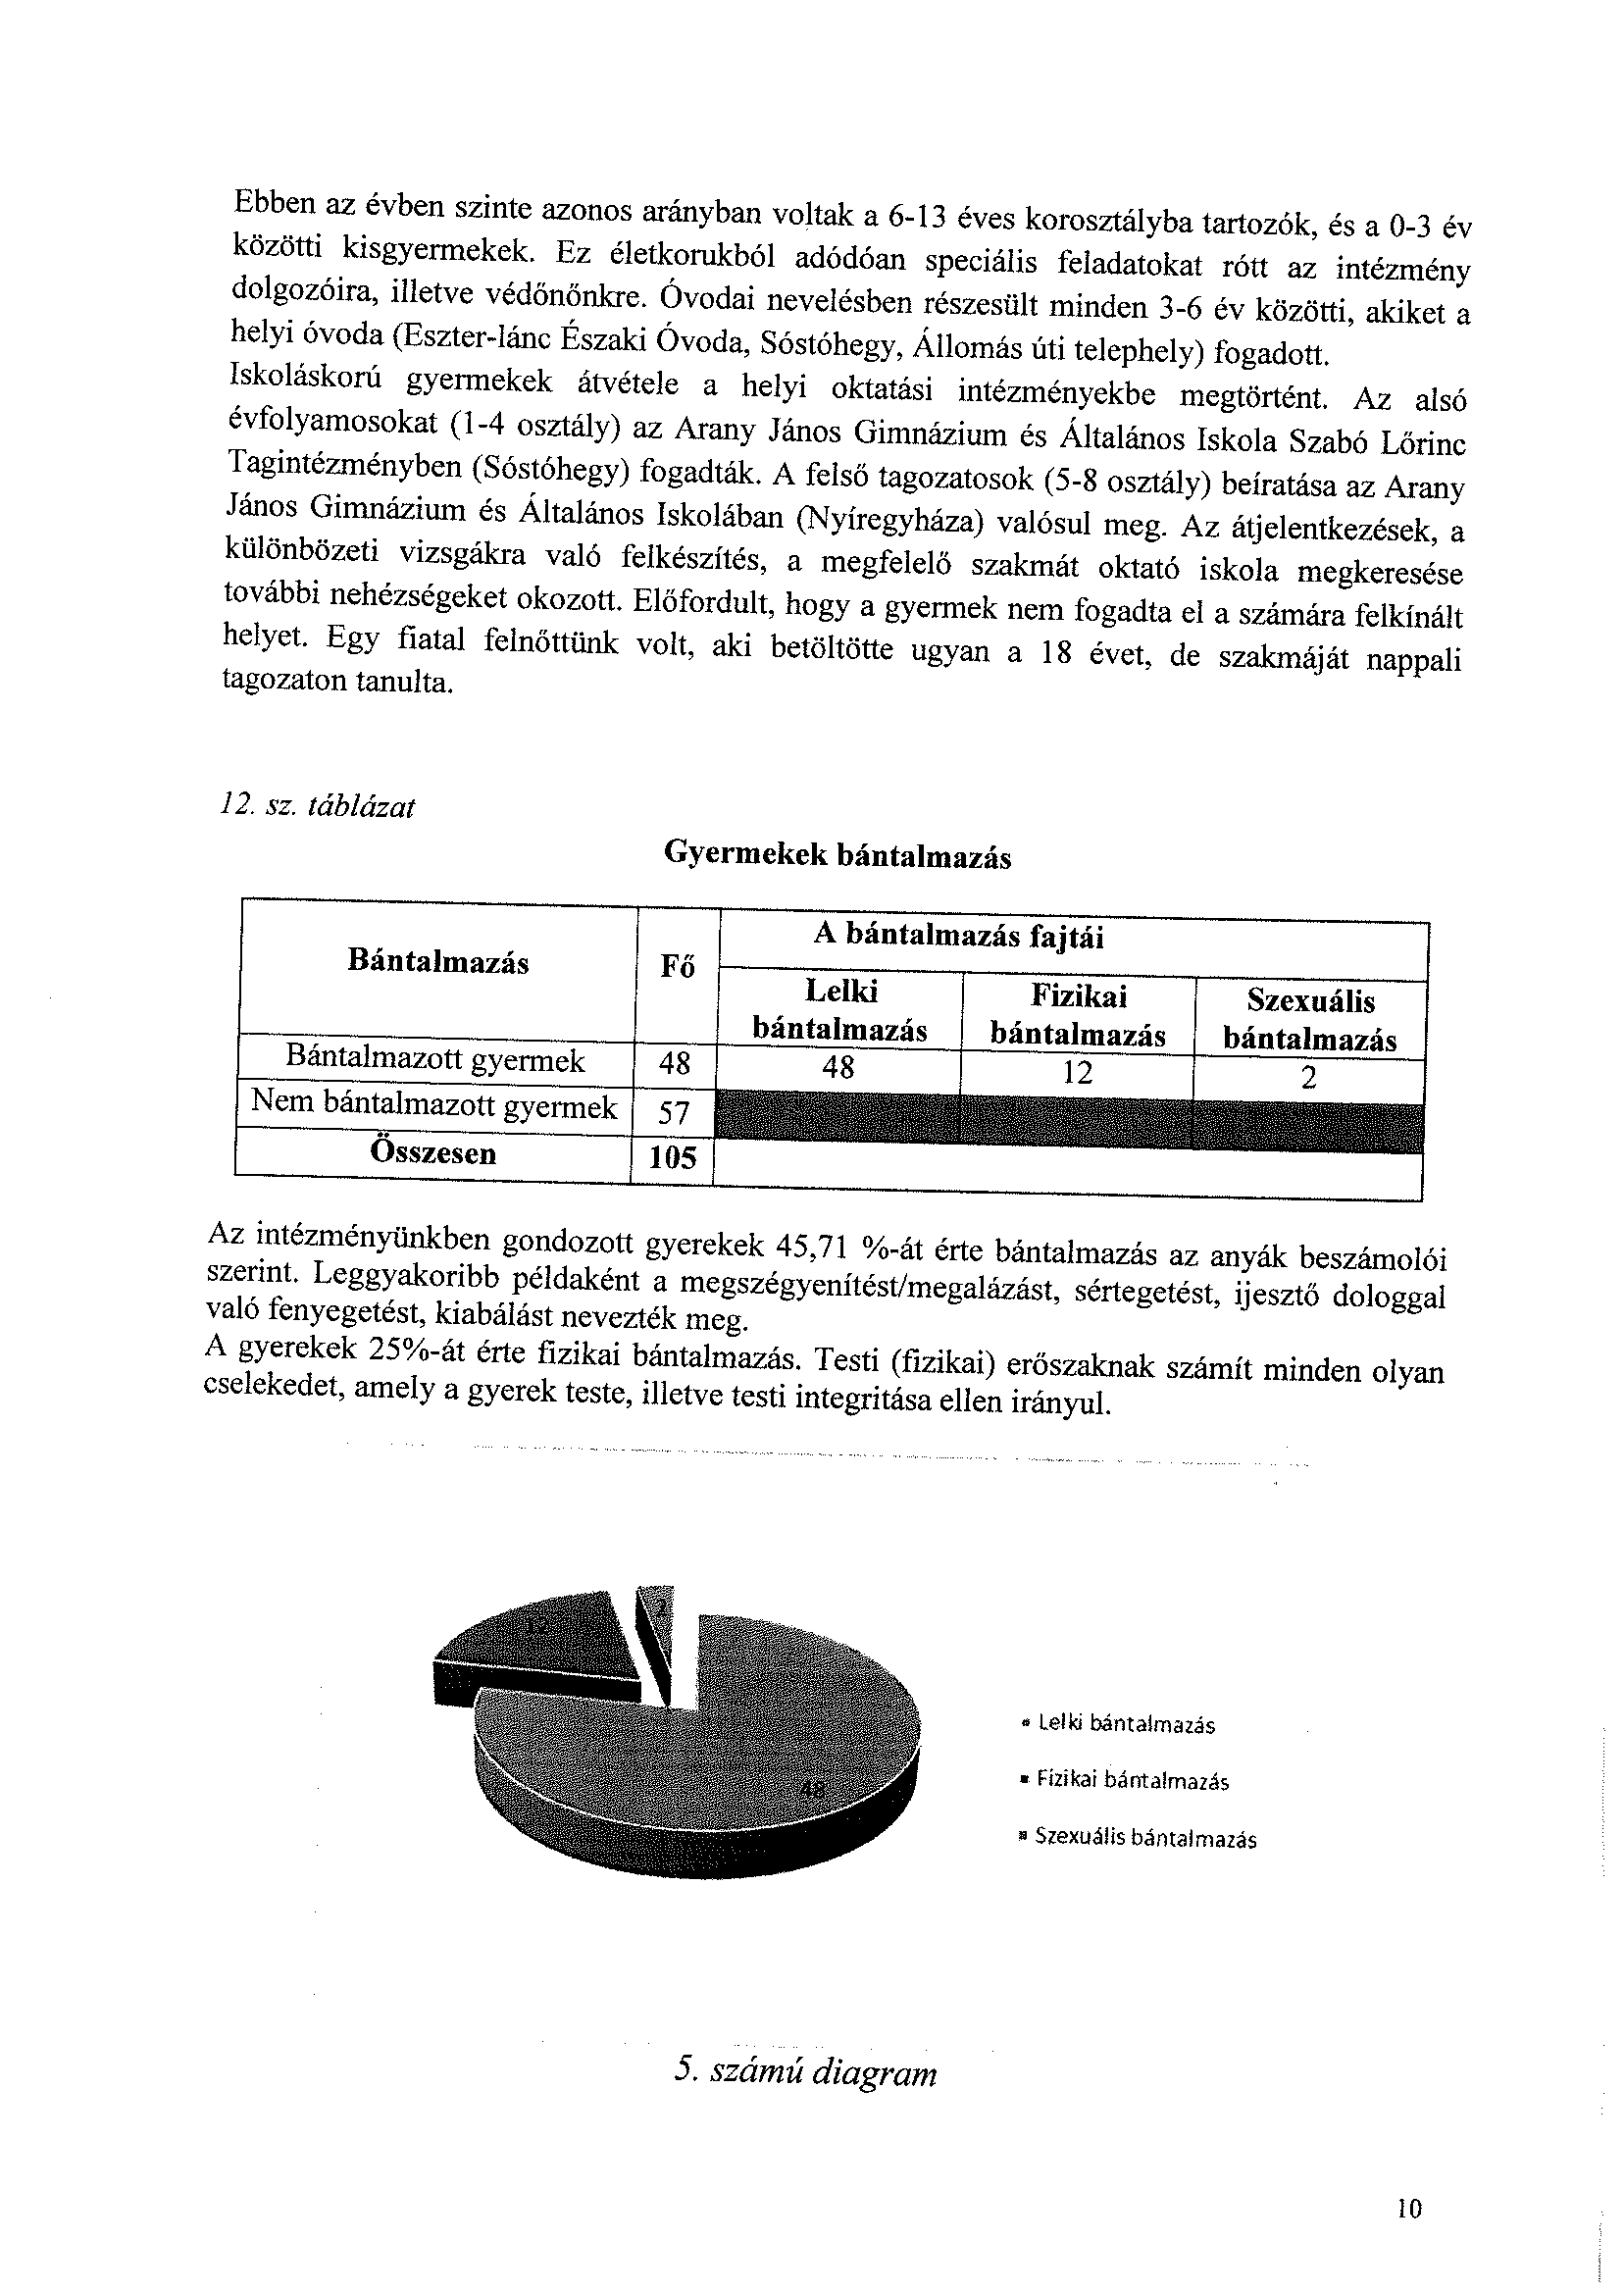 Ebben az évben szinte azonos arányban voltak a 6-13 éves korosztályba tartozók, és a 0-3 év
közötti kisgyermekek. Ez életkorukból adódóan speciális feladatokat rótt az intézmény
dolgozóira, illetve védőnőnkre. Óvodai nevelésben részesült minden 3-6 év közötti, akiket a
helyi óvoda (Eszter-lánc Északi Óvoda, Sóstóhegy, Állomás úti telephely) fogadott.
Iskoláskorú gyermekek átvétele a helyi oktatási intézményekbe megtörtént. Az alsó
évfolyamosokat (1-4 osztály) az Arany János Gimnázium és Általános Iskola Szabó Lőrinc
Tagintézményben (Sóstóhegy) fogadták. A felső tagozatosok (5-8 osztály) beíratása az Arany
János Gimnázium és Általános Iskolában (Nyíregyháza) valósul meg. Az átjelentkezések, a
különbözeti vizsgákra való felkészítés, a megfelelő szakmát oktató iskola megkeresése
további nehézségeket okozott. Előfordult, hogy a gyermek nem fogadta el a számára felkínált
helyet. Egy fiatal felnőttünk volt, aki betöltötte ugyan a 18 évet, de szakmáját nappali
tagozaton tanulta.
12. sz. táblázat
Gyermekek bántalmazás
Bántalmazás Fő A bántalmazás fajtái
Lelki Fizikai Szexuális
bántalmazás bántalmazás bántalmazás
Bántalmazott gyermek 48 48 12 2
Nem bántalmazott gyermek 57
Összesen 105
Az intézményünkben gondozott gyerekek 45,71 %-át érte bántalmazás az anyák beszámolói
szerint. Leggyakoribb példaként a megszégyenítést/megalázást, sértegetést, ijesztő dologgal
való fenyegetést, kiabálást nevezték meg.
A gyerekek 25%-át érte fizikai bántalmazás. Testi (fizikai) erőszaknak számít minden olyan
cselekedet, amely a gyerek teste, illetve testi integritása ellen irányul.
12
2
48
Lelki bántalmazás
Fizikai bántalmazás
Szexuális bántalmazás
5. számú diagram
10